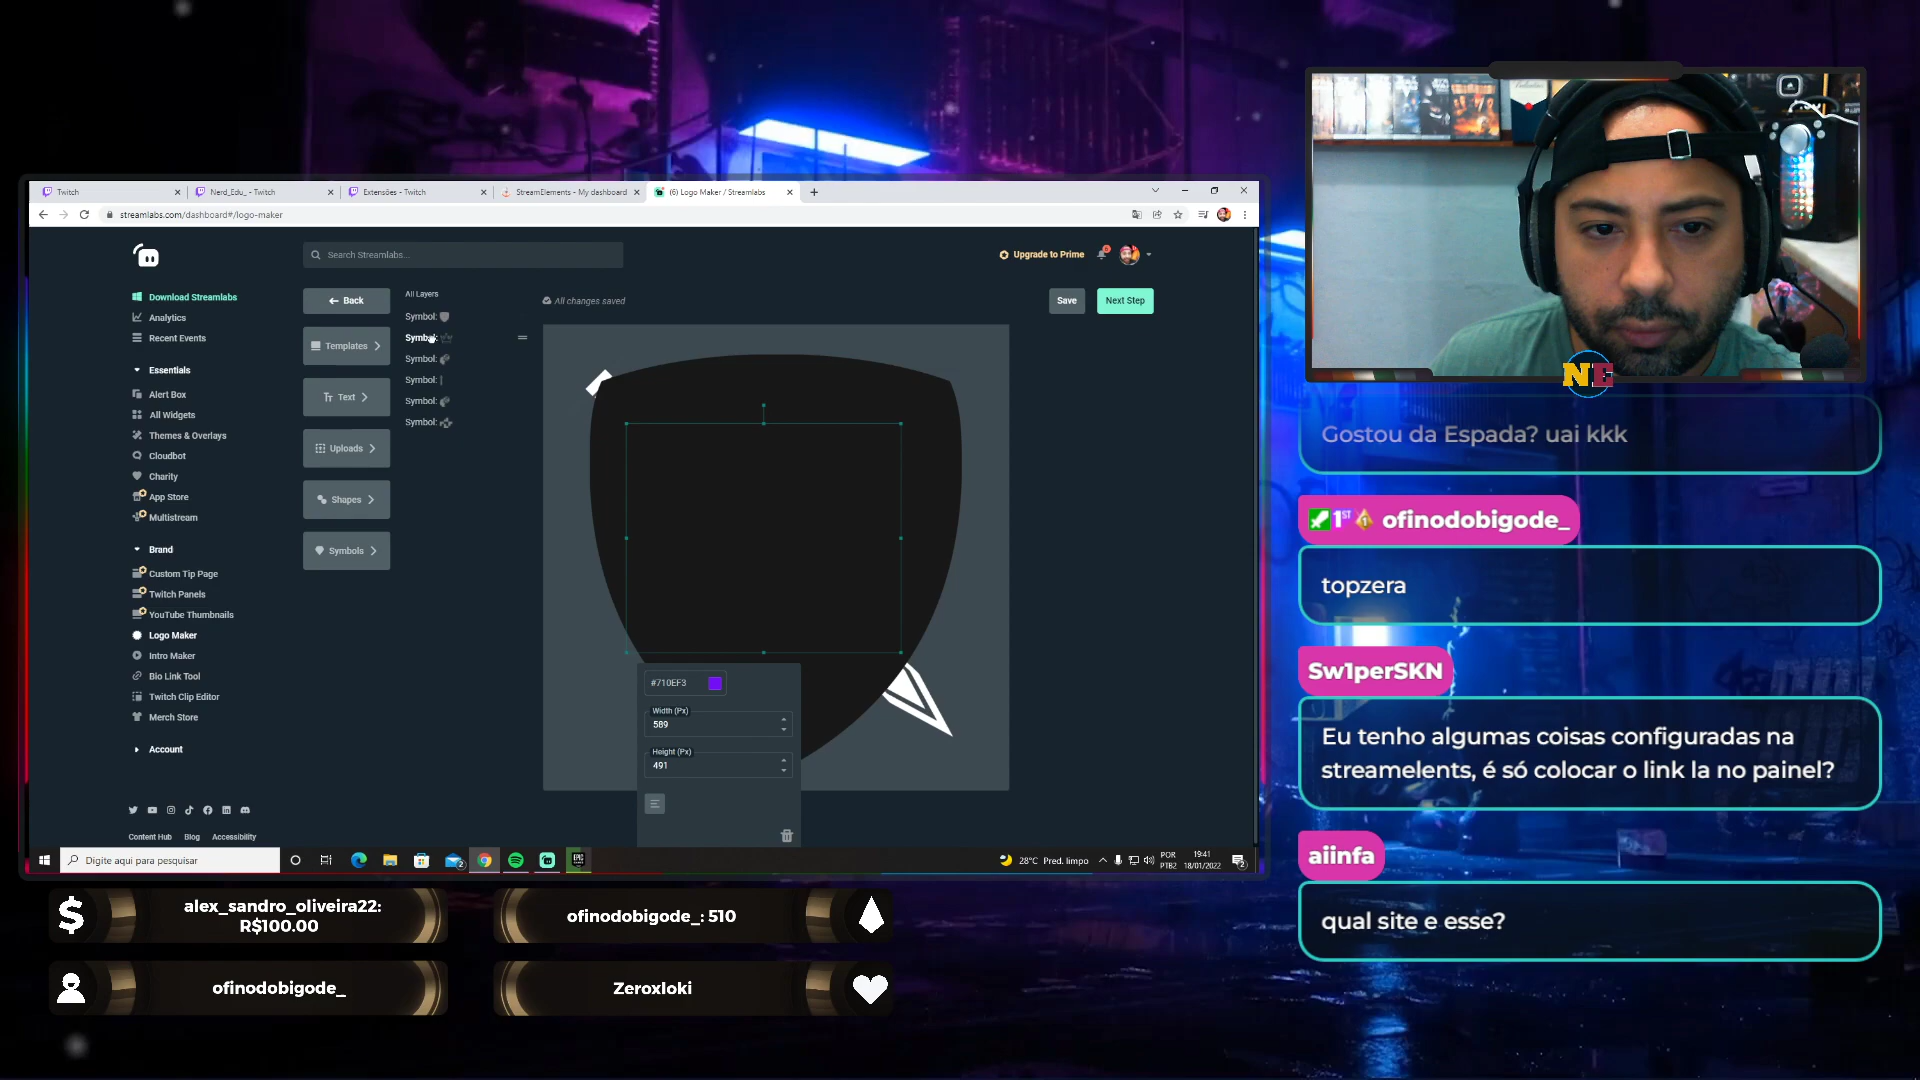 Twitch
Nerd_Edu_ - Twitch
Extensões - Twitch
StreamElements - My dashboard
(6) Logo Maker / Streamlabs
streamlabs.com/dashboard#/logo-maker
Search Streamlabs...
Upgrade to Prime
6
Download Streamlabs
Analytics
Recent Events
Essentials
Alert Box
All Widgets
Themes & Overlays
Cloudbot
Charity
App Store
Multistream
Brand
Custom Tip Page
Twitch Panels
YouTube Thumbnails
Logo Maker
Intro Maker
Bio Link Tool
Twitch Clip Editor
Merch Store
Account
Content Hub
Blog
Accessibility
Back
Templates
Text
Uploads
Shapes
Symbols
All Layers
Symbol:
Symbol:
Symbol:
Symbol:
Symbol:
Symbol:
All changes saved
Save
Next Step
#710EF3
Width (Px)
589
Height (Px)
491
Digite aqui para pesquisar
2
EPIC
28°C Pred. limpo
POR
PTB2
19:41
18/01/2022
2
NE
Gostou da Espada? uai kkk
1ST 1 ofinodobigode_
topzera
Sw1perSKN
Eu tenho algumas coisas configuradas na
streamelents, é só colocar o link la no painel?
aiinfa
qual site e esse?
$
alex_sandro_oliveira22:
R$100.00
ofinodobigode_: 510
ofinodobigode_
Zeroxloki